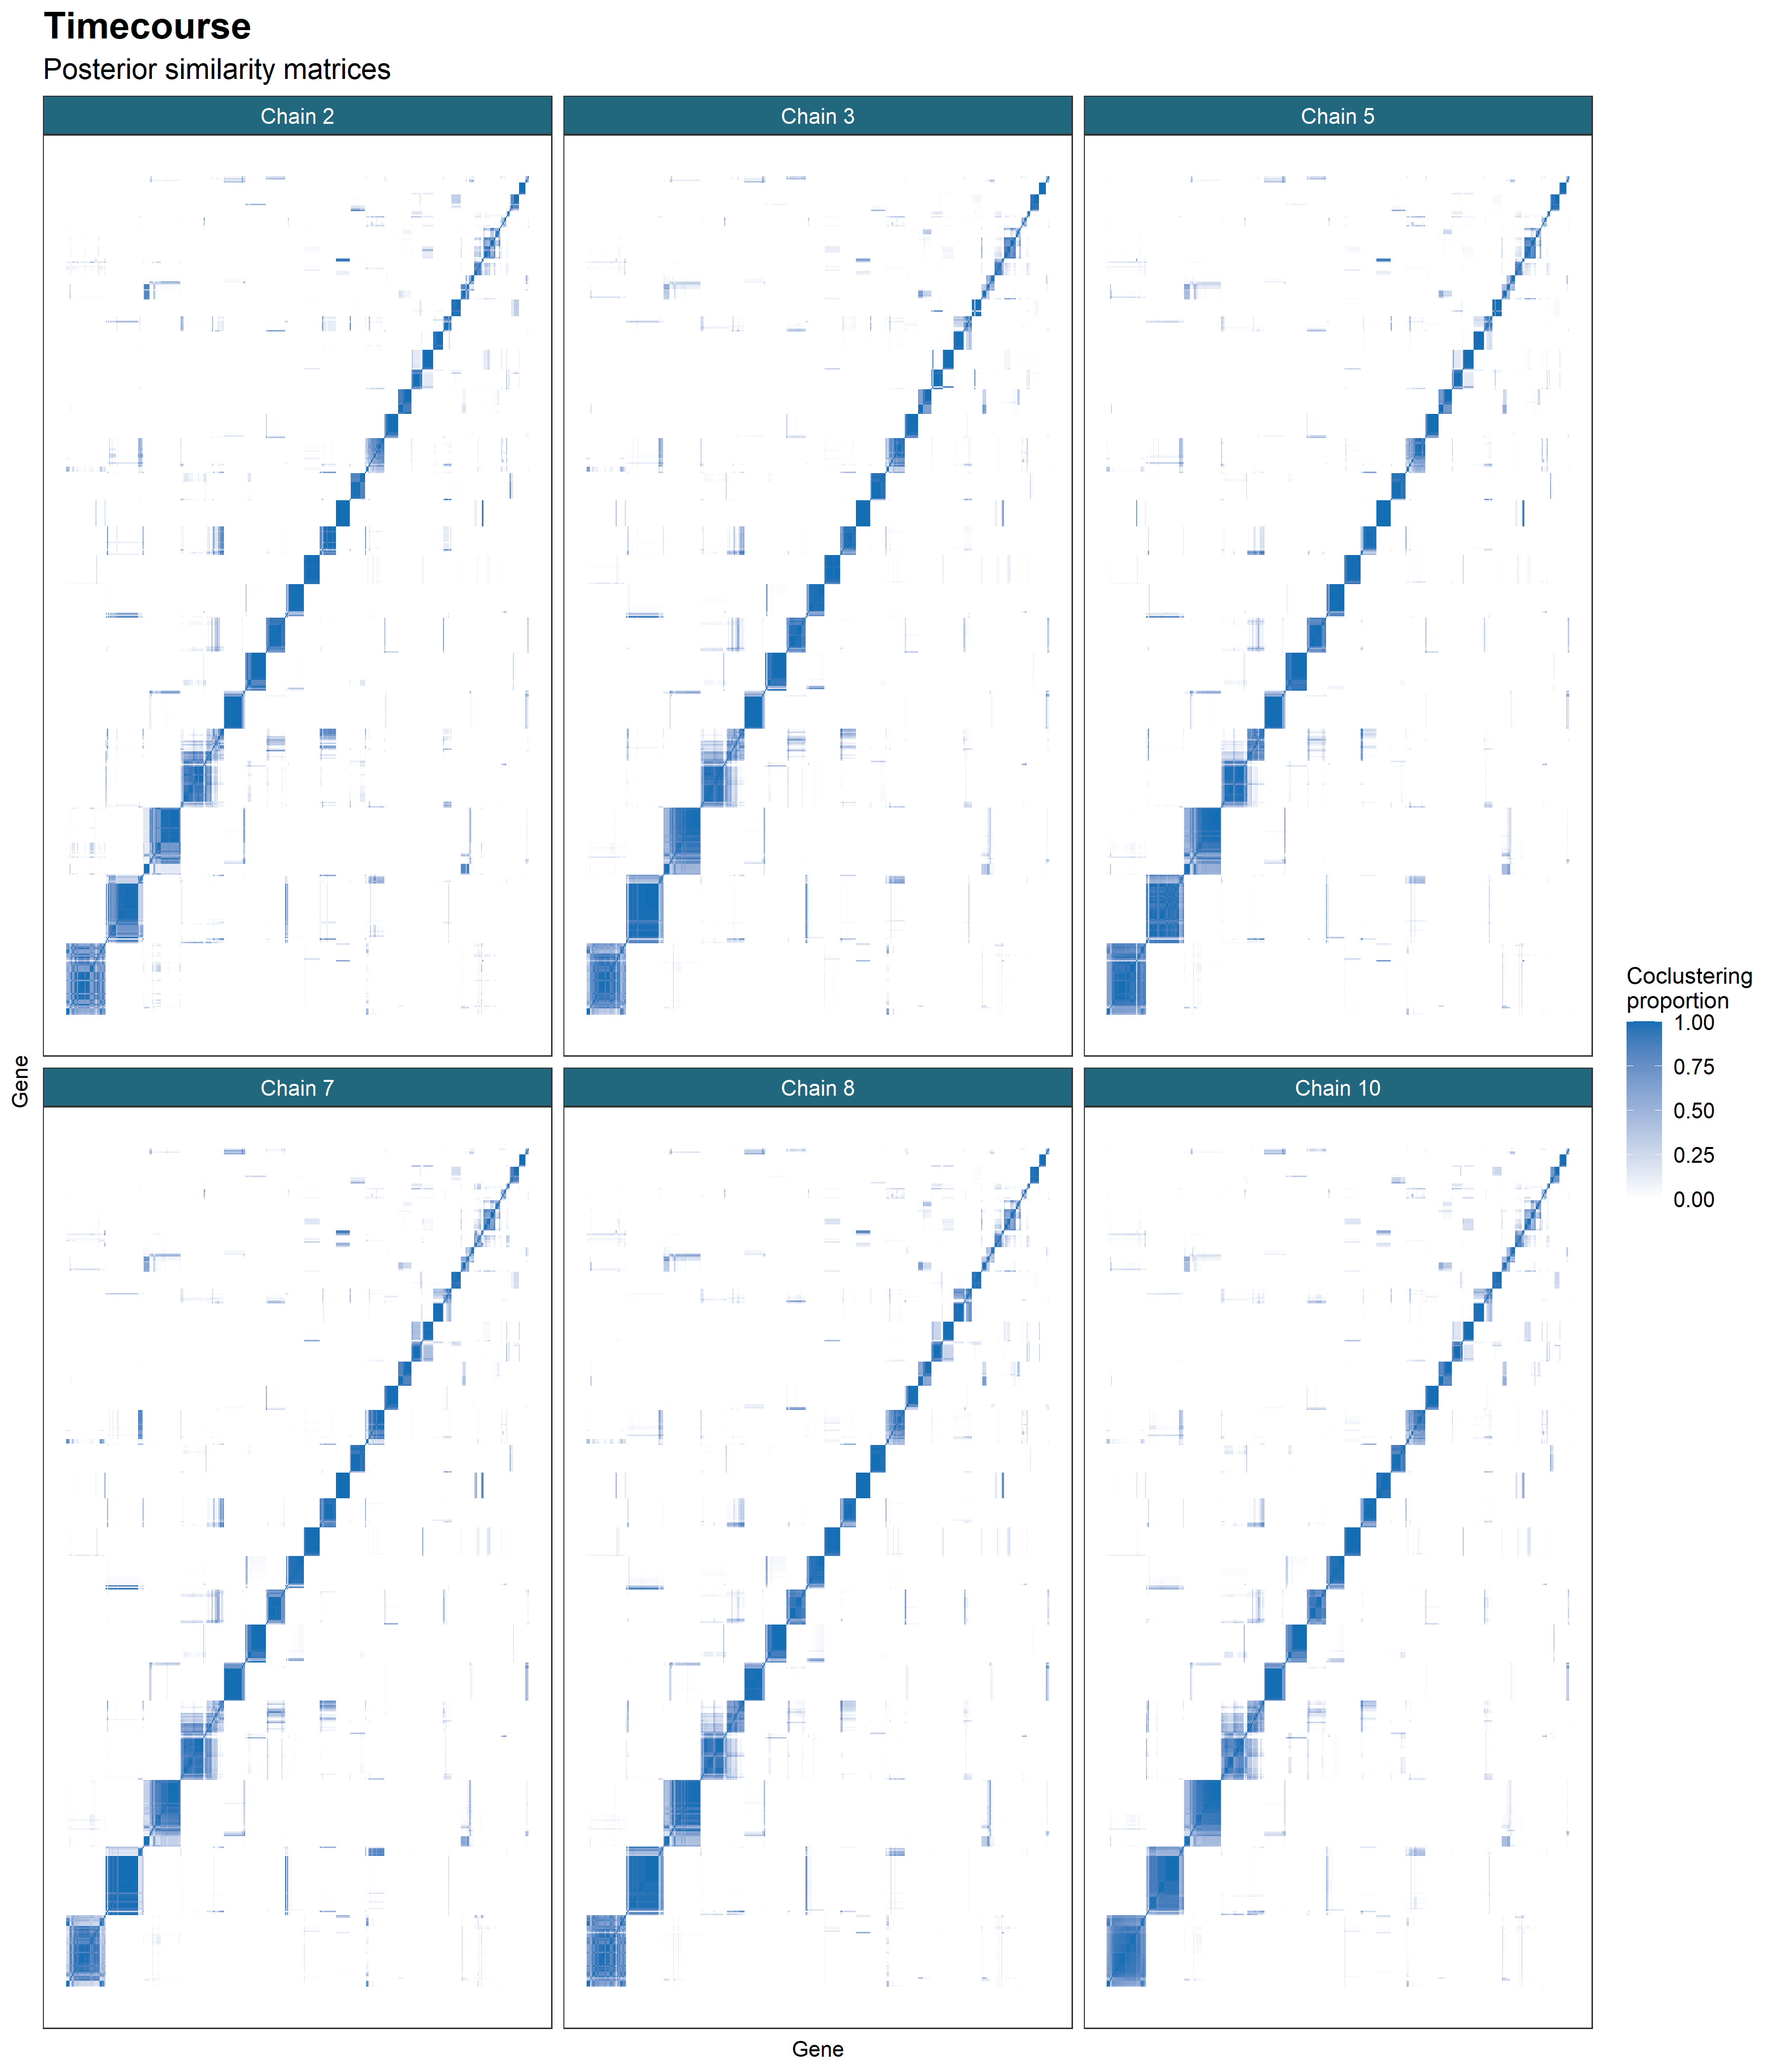 Timecourse
Posterior similarity matrices
Chain 2
Chain 3
Chain 5
Chain 7
Chain 8
Chain 10
Gene
Gene
Coclustering
proportion
1.00
0.75
0.50
0.25
0.00